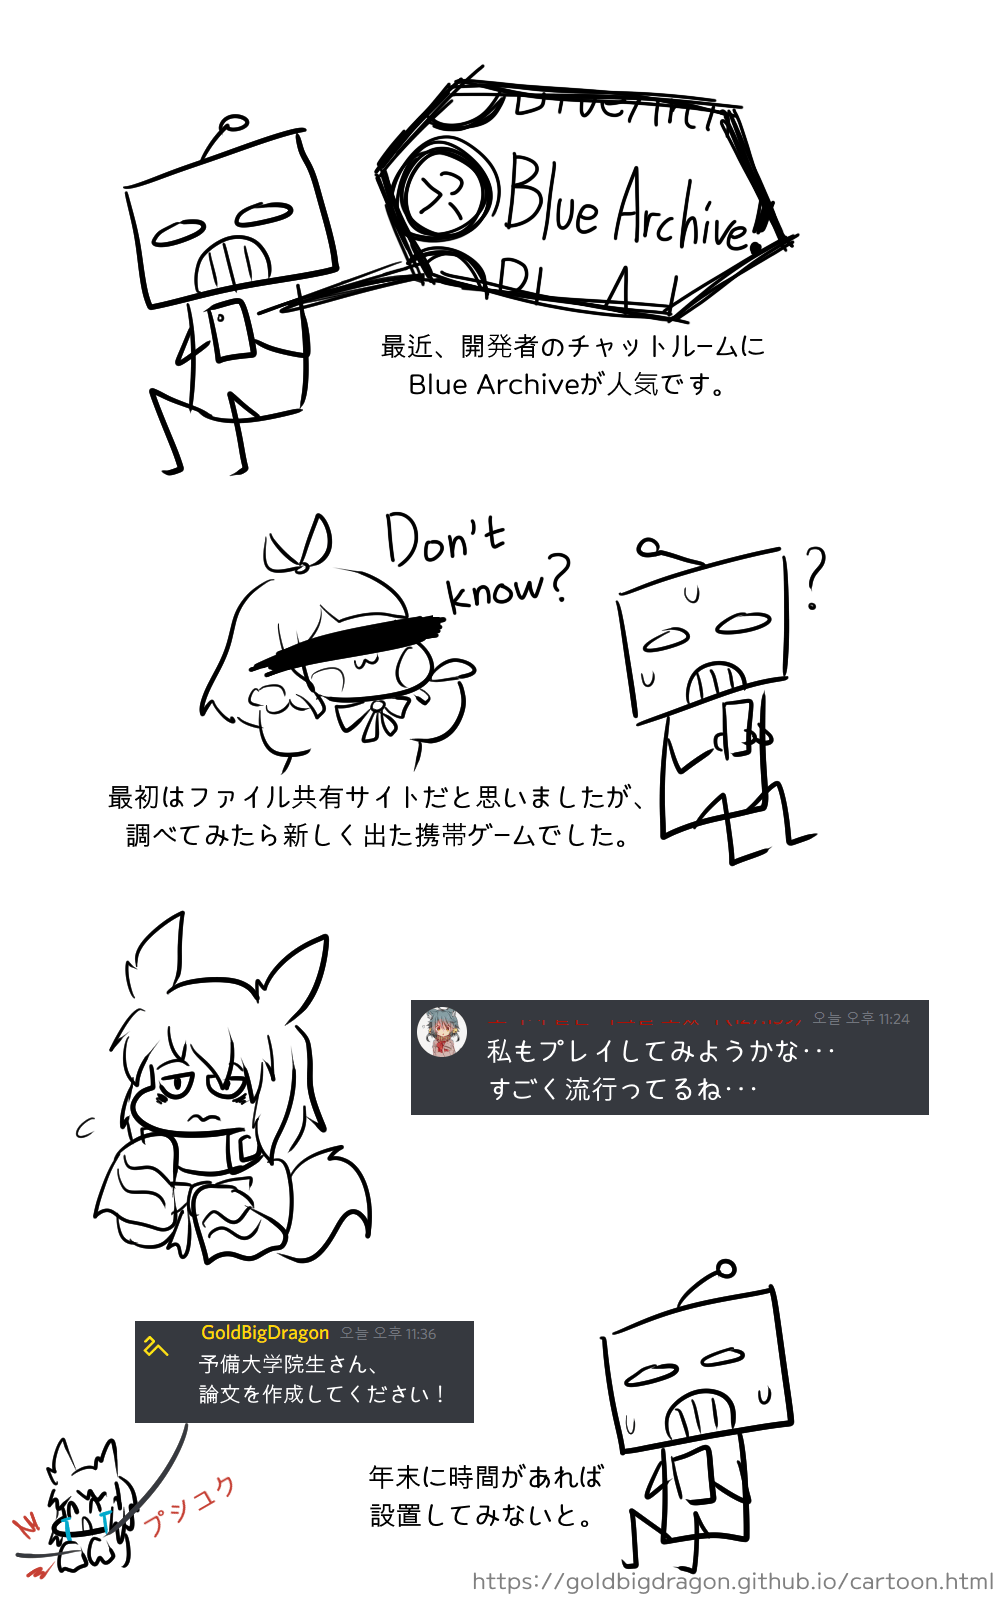 Blue Archive!
最近、開発者のチャットルームに
Blue Archiveが人気です。
Don't
know?
?
最初はファイル共有サイトだと思いましたが、
調べてみたら新しく出た携帯ゲームでした。
오늘 오후 11:24
私もプレイしてみようかな･･･
すごく流行ってるね･･･
GoldBigDragon 오늘 오후 11:36
予備大学院生さん、
論文を作成してください！
プシユク
年末に時間があれば
設置してみないと。
https://goldbigdragon.github.io/cartoon.html